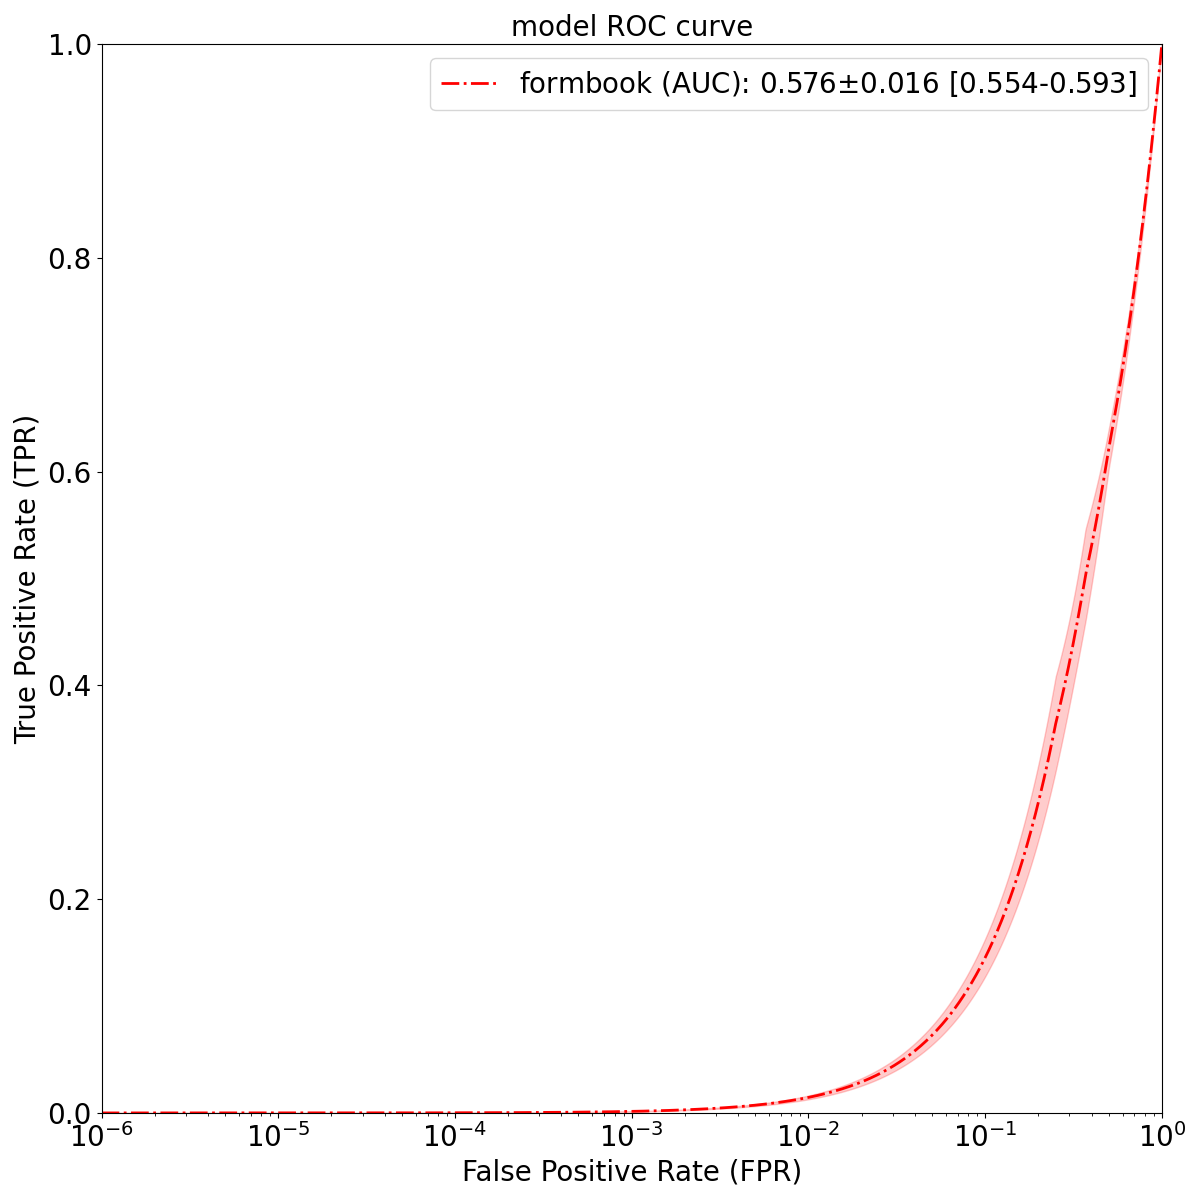 model ROC curve
formbook (AUC): 0.576±0.016 [0.554-0.593]
True Positive Rate (TPR)
1.0
0.8
0.6
0.4
0.2
0.0
10⁻⁶ 10⁻⁵ 10⁻⁴ 10⁻³ 10⁻² 10⁻¹ 10⁰
False Positive Rate (FPR)